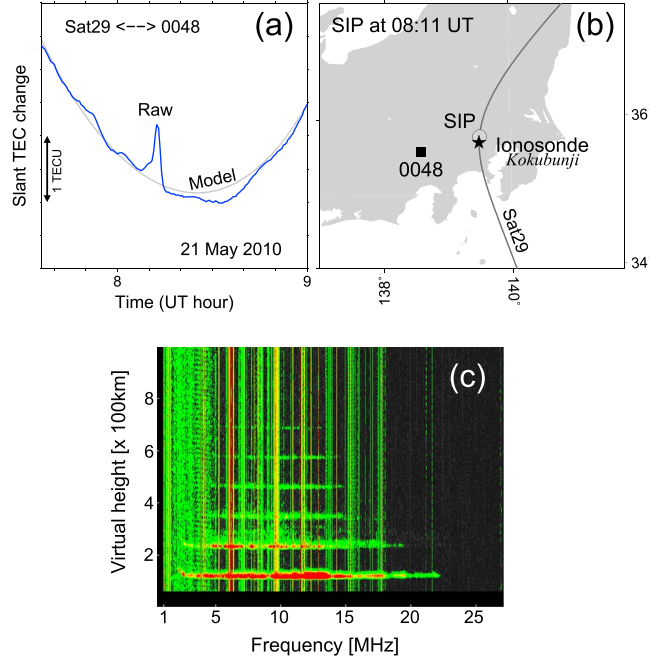 Sat29 <−−> 0048 (a)
Raw
Model
1 TECU
Slant TEC change
21 May 2010
8 9
Time (UT hour)
SIP at 08:11 UT (b)
SIP
Ionosonde
Kokubunji
0048
Sat29
36˚
34˚
138˚ 140˚
(c)
8
6
4
2
Virtual height [x 100km]
1 5 10 15 20 25
Frequency [MHz]